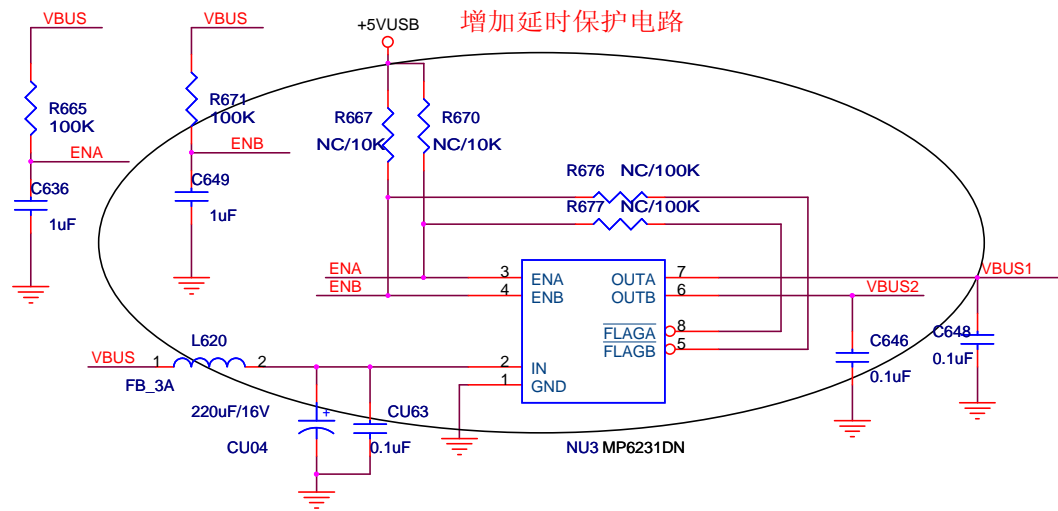 增加延时保护电路
VBUS
VBUS
+5VUSB
R665
100K
R671
100K
R667
NC/10K
R670
NC/10K
ENA
ENB
C636
1uF
C649
1uF
R676 NC/100K
R677 NC/100K
ENA 3 ENA OUTA 7 VBUS1
ENB 4 ENB OUTB 6 VBUS2
FLAGA 8
FLAGB 5
C646
0.1uF
C648
0.1uF
L620
VBUS 1 2 2 IN
FB_3A 1 GND
220uF/16V +
CU04
CU63
0.1uF
NU3 MP6231DN